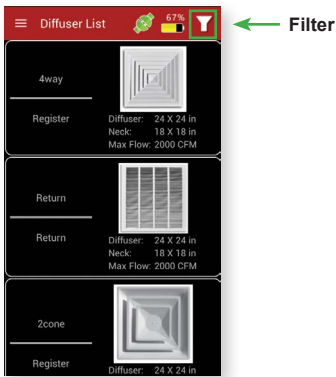 Diffuser List
67%
Filter
4way
Register
Diffuser: 24 X 24 in
Neck: 18 X 18 in
Max Flow: 2000 CFM
Return
Return
Diffuser: 24 X 24 in
Neck: 18 X 18 in
Max Flow: 2000 CFM
2cone
Register
Diffuser: 24 X 24 in